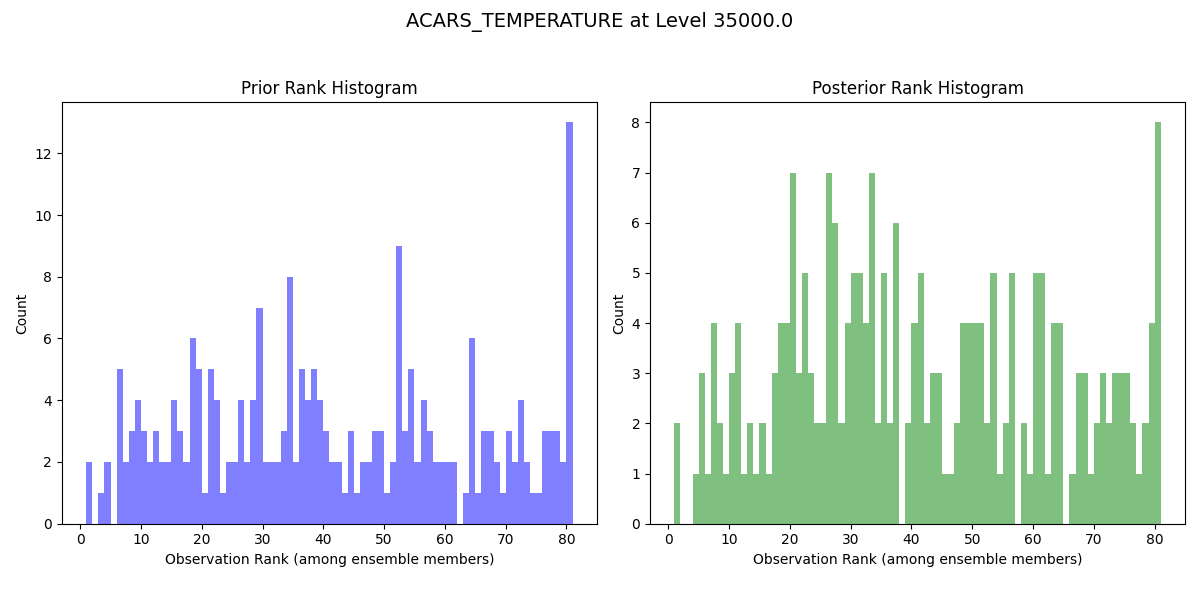 ACARS_TEMPERATURE at Level 35000.0
Prior Rank Histogram
Posterior Rank Histogram
12
10
8
6
4
2
0
Count
0 10 20 30 40 50 60 70 80
Observation Rank (among ensemble members)
8
7
6
5
4
3
2
1
0
Count
0 10 20 30 40 50 60 70 80
Observation Rank (among ensemble members)